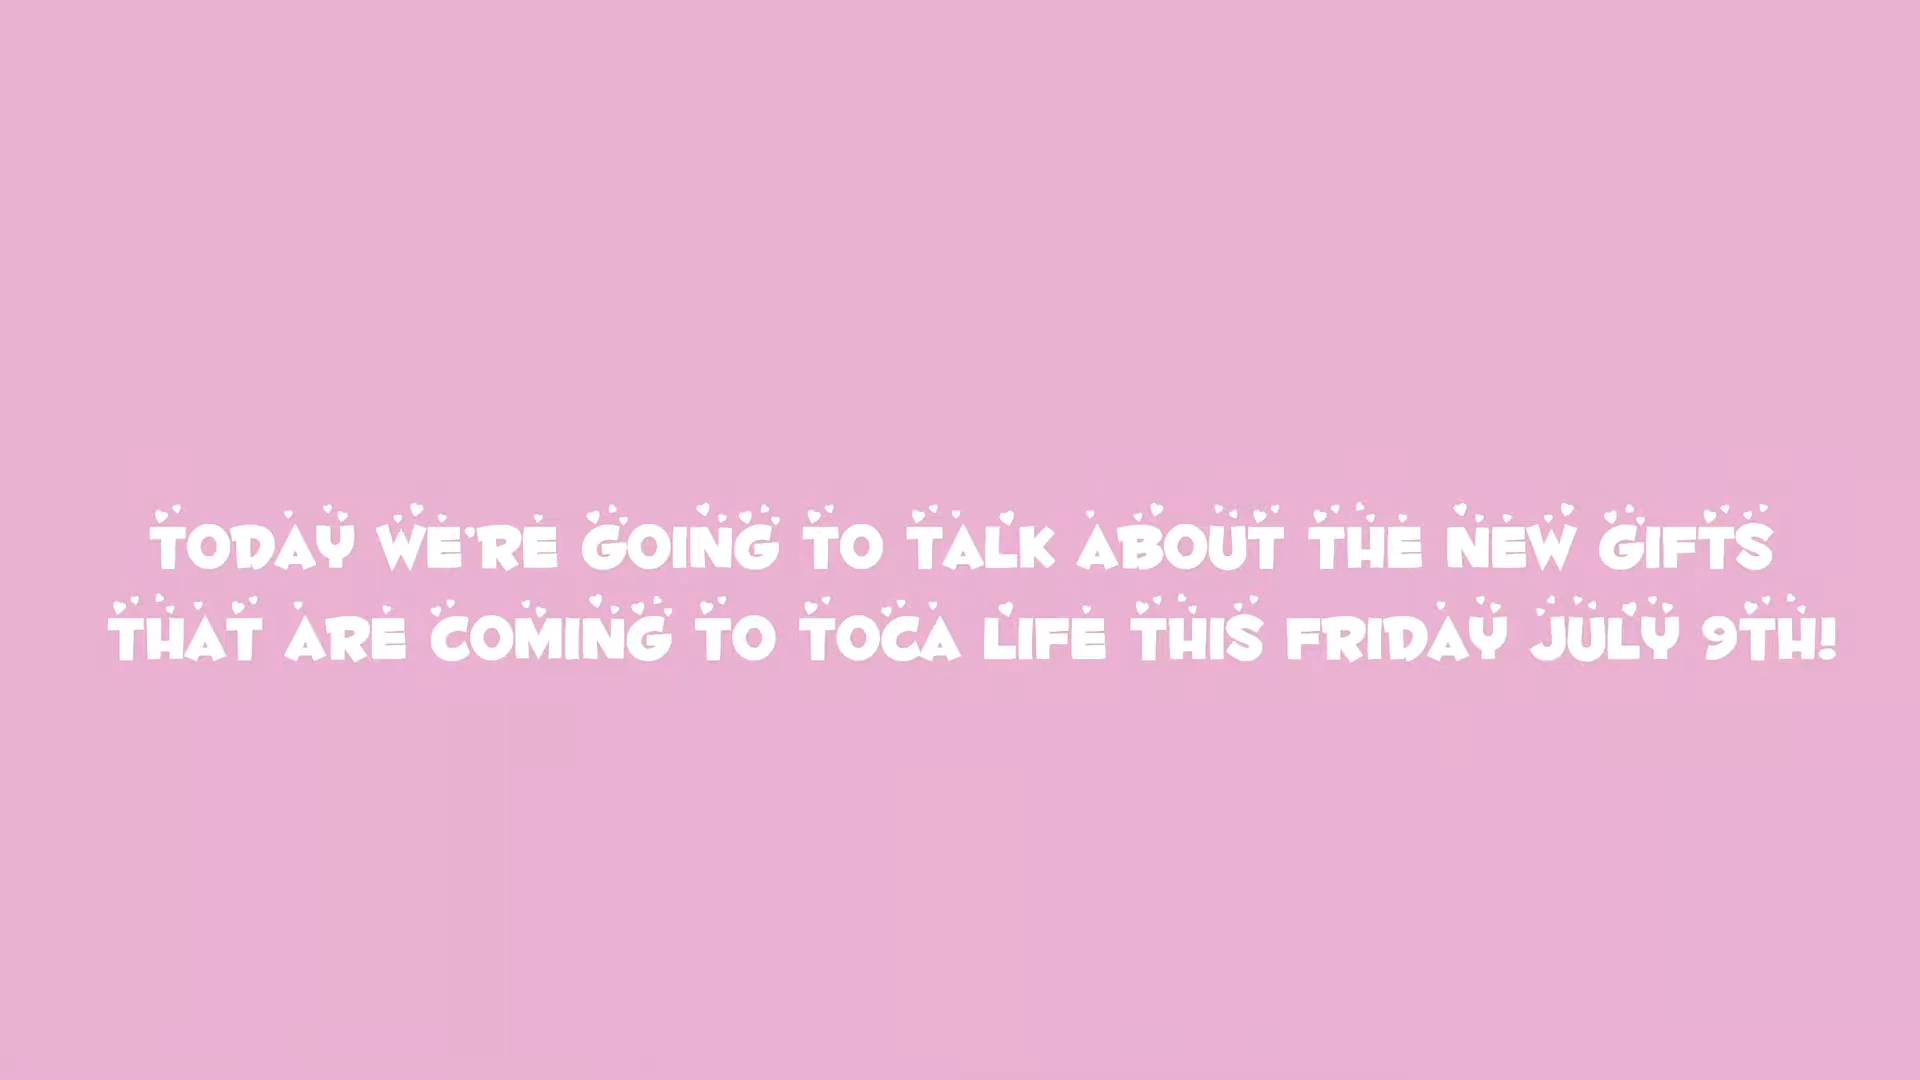 TODAY WE'RE GOING TO TALK ABOUT THE NEW GIFTS
THAT ARE COMING TO TOCA LIFE THIS FRIDAY JULY 9TH!